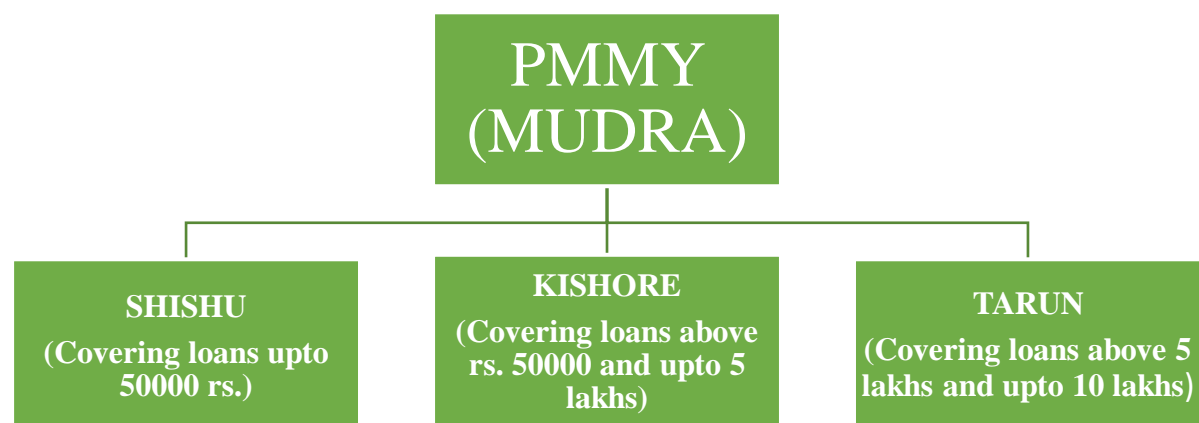 PMMY
(MUDRA)
SHISHU
(Covering loans upto
50000 rs.)
KISHORE
(Covering loans above
rs. 50000 and upto 5
lakhs)
TARUN
(Covering loans above 5
lakhs and upto 10 lakhs)